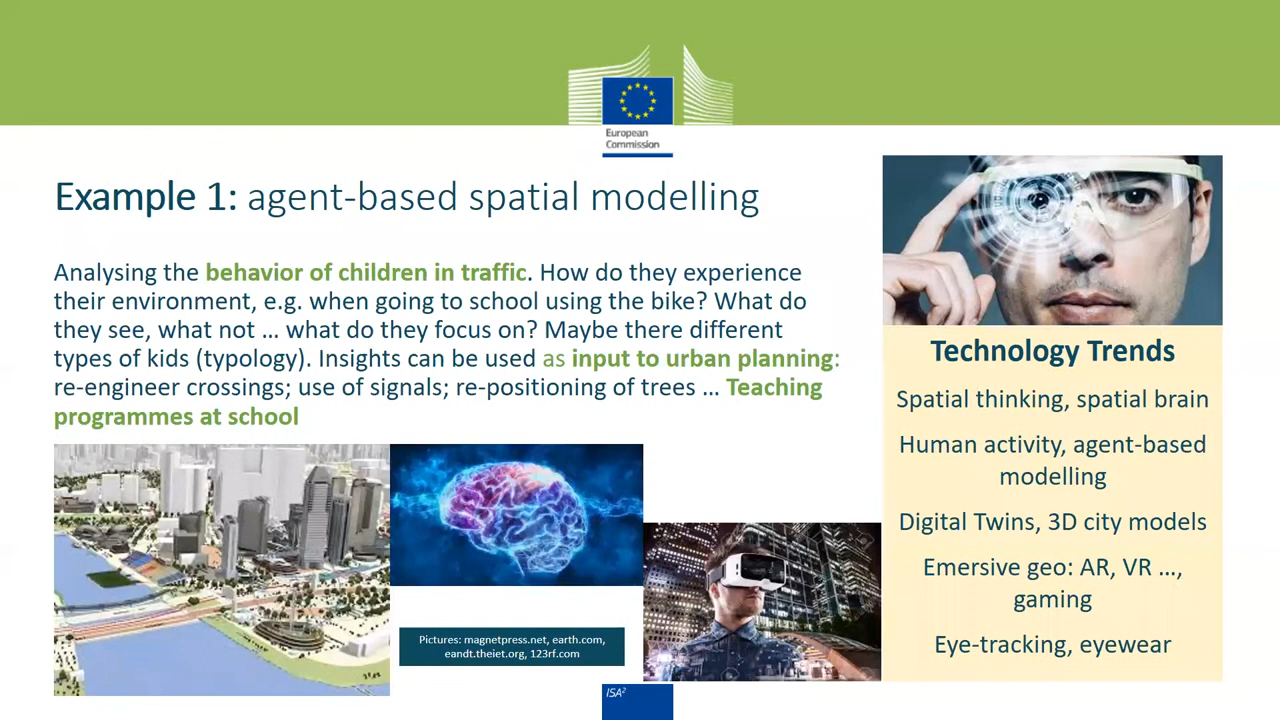 European
Commission
Example 1: agent-based spatial modelling
Analysing the behavior of children in traffic. How do they experience
their environment, e.g. when going to school using the bike? What do
they see, what not … what do they focus on? Maybe there different
types of kids (typology). Insights can be used as input to urban planning:
re-engineer crossings; use of signals; re-positioning of trees … Teaching
programmes at school
Pictures: magnetpress.net, earth.com,
eandt.theiet.org, 123rf.com
Technology Trends
Spatial thinking, spatial brain
Human activity, agent-based
modelling
Digital Twins, 3D city models
Emersive geo: AR, VR …,
gaming
Eye-tracking, eyewear
ISA²